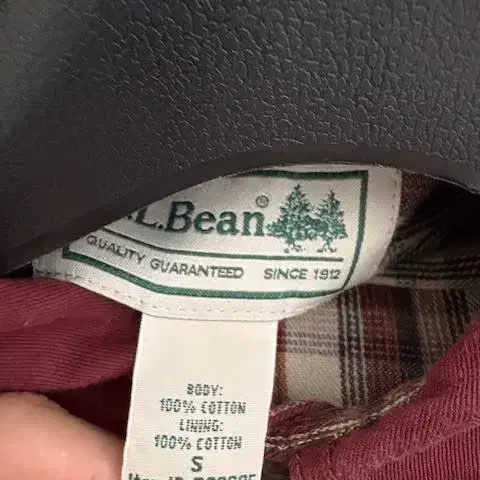 .L.Bean®
QUALITY GUARANTEED SINCE 1912
BODY:
100% COTTON
LINING:
100% COTTON
S